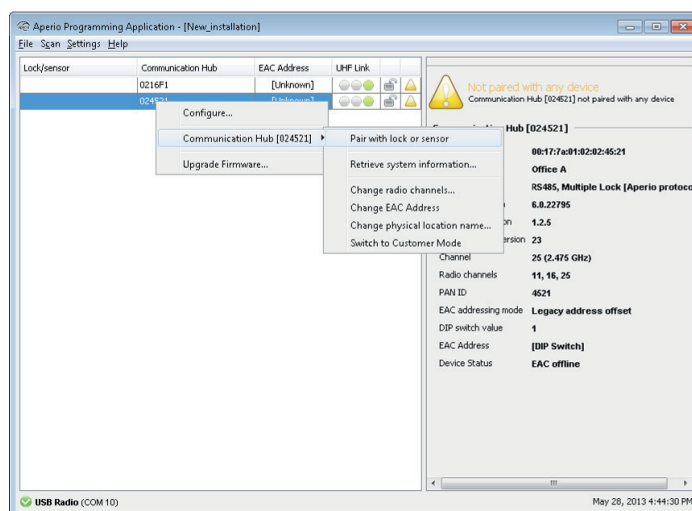 Aperio Programming Application - [New_installation]
File Scan Settings Help
Lock/sensor Communication Hub EAC Address UHF Link
0216F1 [Unknown]
024521 [Unknown]
Configure...
Communication Hub [024521]
Upgrade Firmware...
Pair with lock or sensor
Retrieve system information...
Change radio channels...
Change EAC Address
Change physical location name...
Switch to Customer Mode
Not paired with any device
Communication Hub [024521] not paired with any device
Hub [024521]
00:17:7a:01:02:02:45:21
Office A
RS485, Multiple Lock [Aperio protoco
6.0.22795
on 1.2.5
ersion 23
Channel 25 (2.475 GHz)
Radio channels 11, 16, 25
PAN ID 4521
EAC addressing mode Legacy address offset
DIP switch value 1
EAC Address [DIP Switch]
Device Status EAC offline
USB Radio (COM 10) May 28, 2013 4:44:30 PM